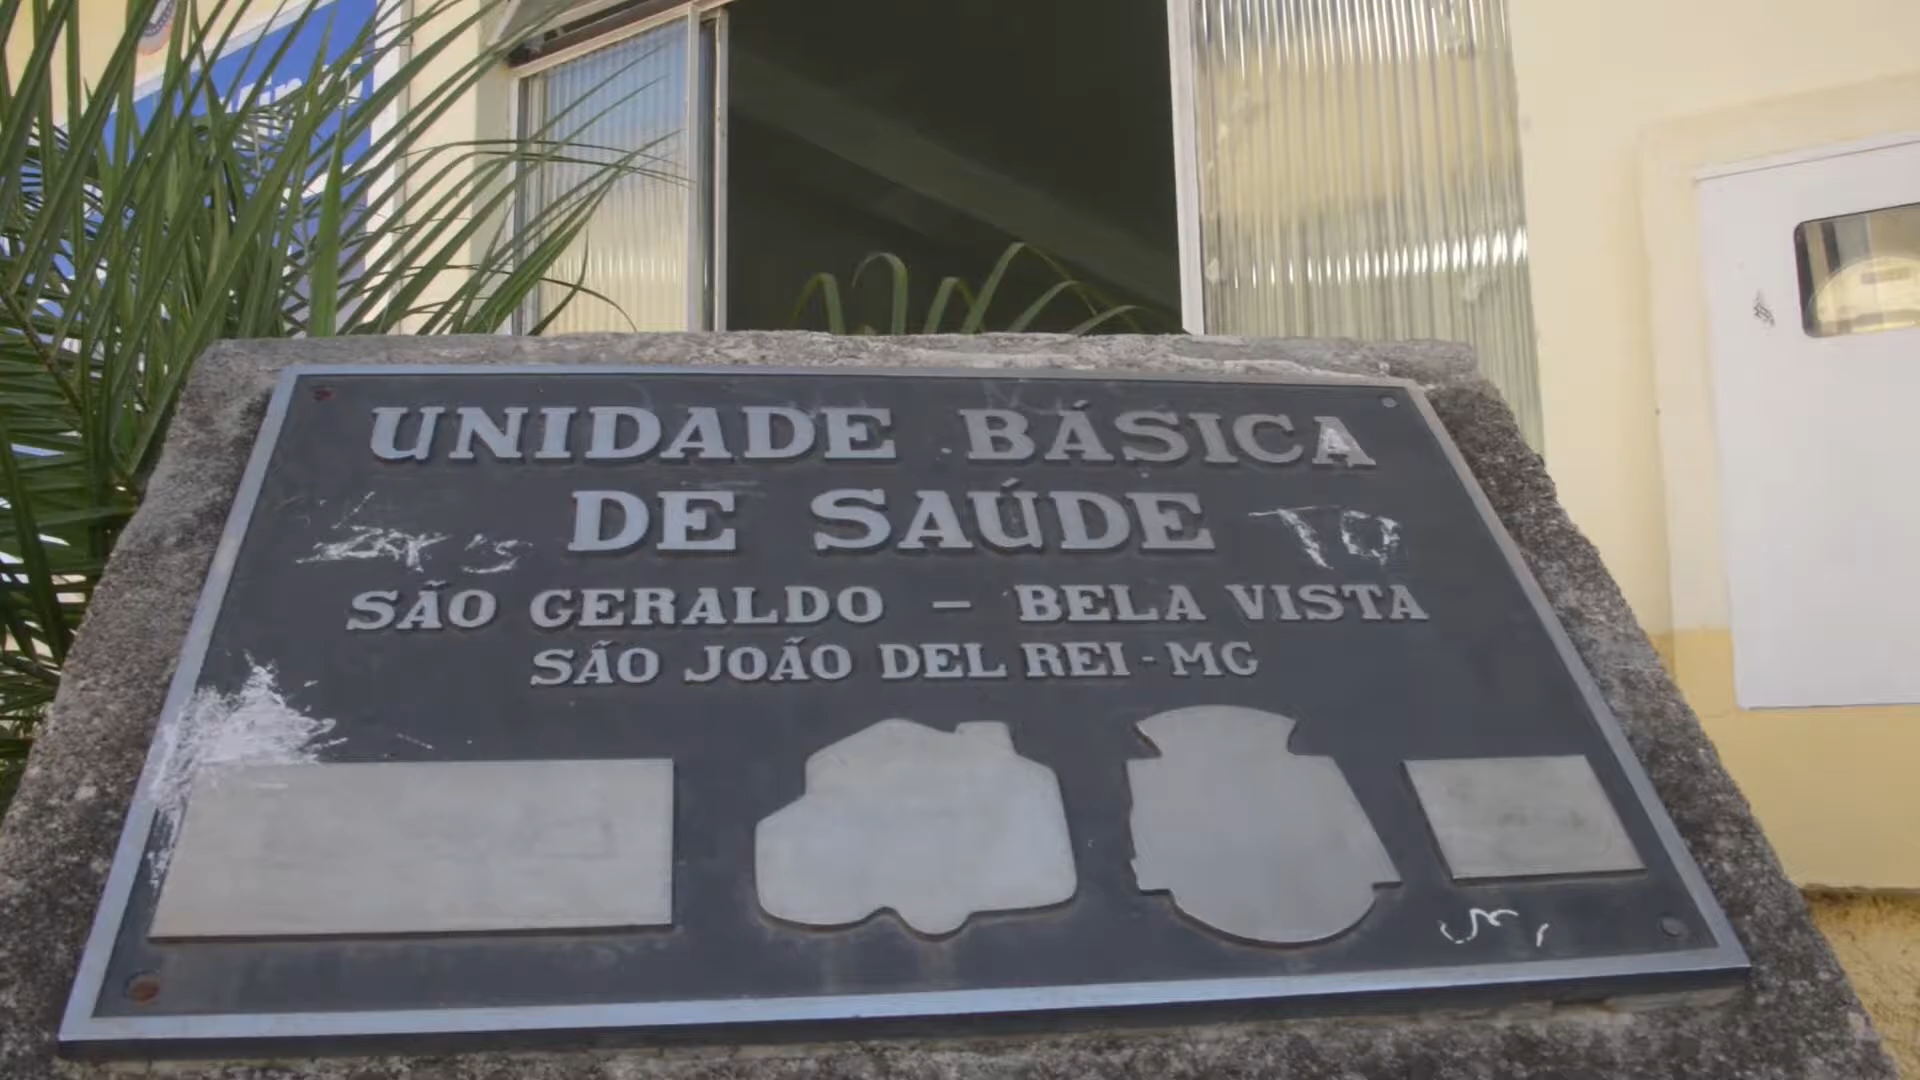 UNIDADE BÁSICA
DE SAÚDE
SÃO GERALDO - BELA VISTA
SÃO JOÃO DEL REI - MG